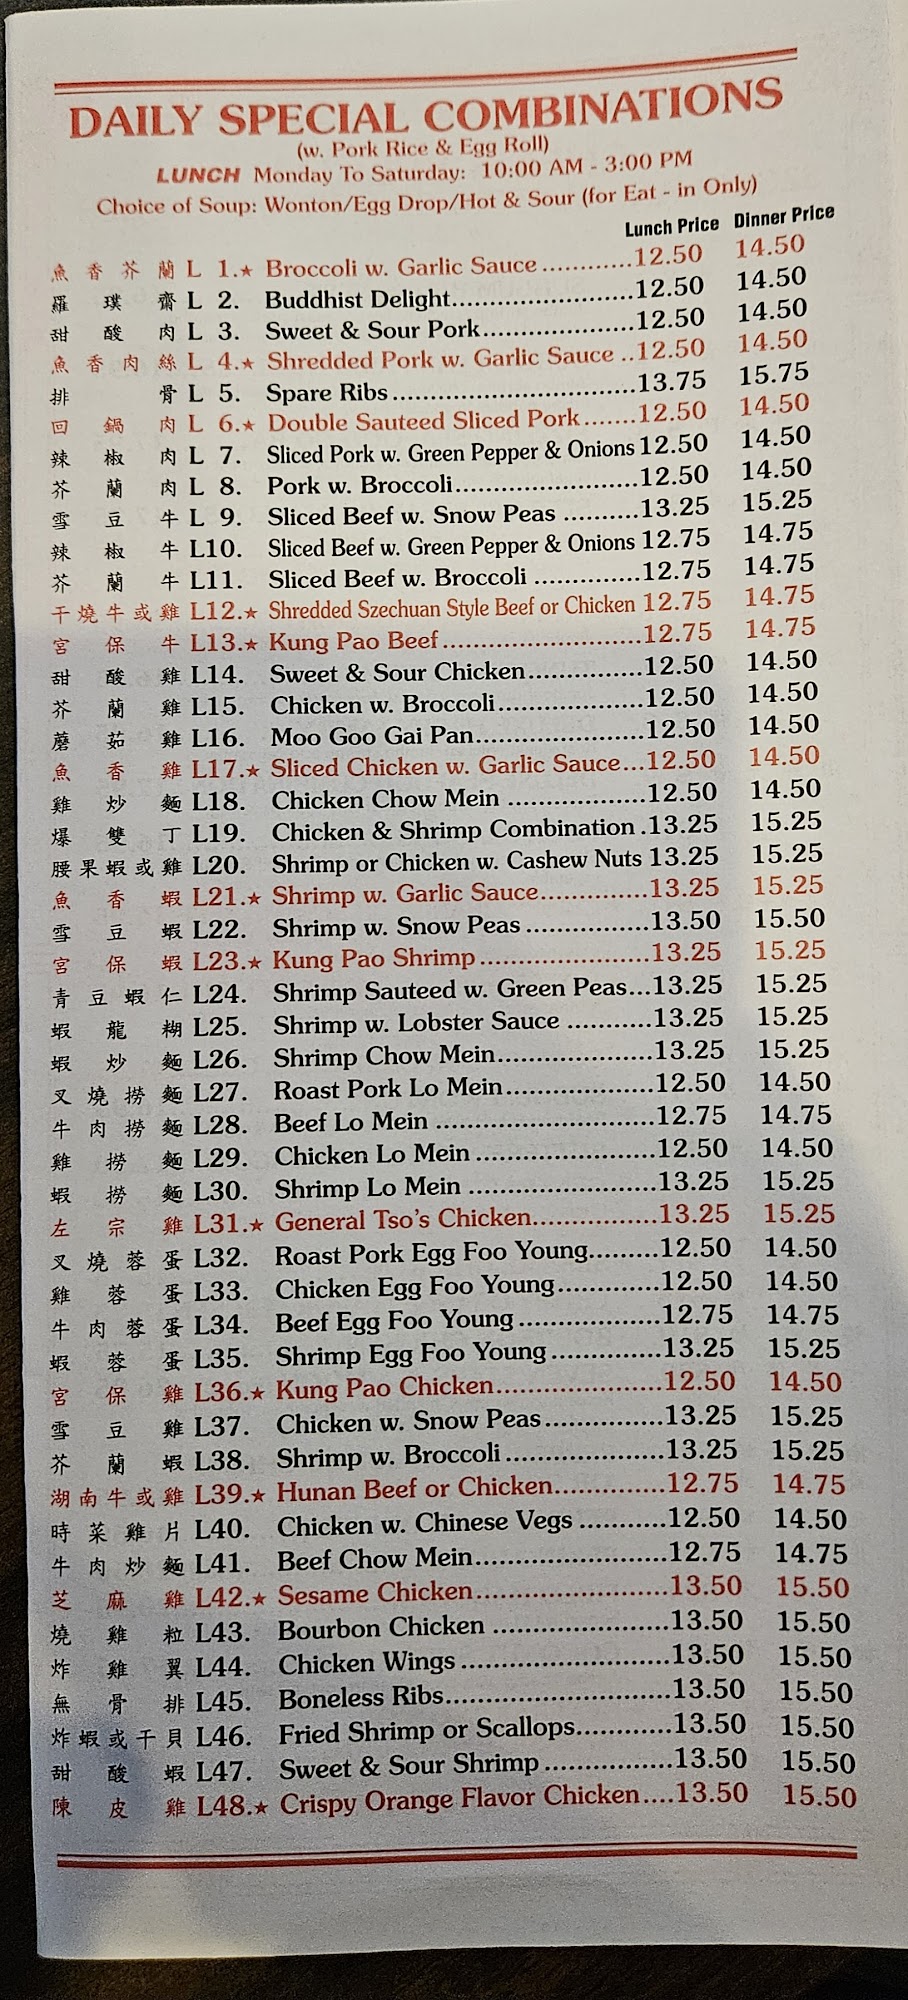 DAILY SPECIAL COMBINATIONS
(w. Pork Rice & Egg Roll)
LUNCH Monday To Saturday: 10:00 AM - 3:00 PM
Choice of Soup: Wonton/Egg Drop/Hot & Sour (for Eat - in Only)
Lunch Price Dinner Price
魚香芥蘭 L 1.★ Broccoli w. Garlic Sauce............12.50 14.50
羅璞齋 L 2. Buddhist Delight........................12.50 14.50
甜酸肉 L 3. Sweet & Sour Pork....................12.50 14.50
魚香肉絲 L 4.★ Shredded Pork w. Garlic Sauce ..12.50 14.50
排骨 L 5. Spare Ribs................................13.75 15.75
回鍋肉 L 6.★ Double Sauteed Sliced Pork.......12.50 14.50
辣椒肉 L 7. Sliced Pork w. Green Pepper & Onions 12.50 14.50
芥蘭肉 L 8. Pork w. Broccoli........................12.50 14.50
雪豆牛 L 9. Sliced Beef w. Snow Peas ..........13.25 15.25
辣椒牛 L10. Sliced Beef w. Green Pepper & Onions 12.75 14.75
芥蘭牛 L11. Sliced Beef w. Broccoli ..............12.75 14.75
干燒牛或雞 L12.★ Shredded Szechuan Style Beef or Chicken 12.75 14.75
宮保牛 L13.★ Kung Pao Beef..........................12.75 14.75
甜酸雞 L14. Sweet & Sour Chicken...............12.50 14.50
芥蘭雞 L15. Chicken w. Broccoli...................12.50 14.50
蘑茹雞 L16. Moo Goo Gai Pan......................12.50 14.50
魚香雞 L17.★ Sliced Chicken w. Garlic Sauce...12.50 14.50
雞炒麵 L18. Chicken Chow Mein ..................12.50 14.50
爆雙丁 L19. Chicken & Shrimp Combination .13.25 15.25
腰果蝦或雞 L20. Shrimp or Chicken w. Cashew Nuts 13.25 15.25
魚香蝦 L21.★ Shrimp w. Garlic Sauce..............13.25 15.25
雪豆蝦 L22. Shrimp w. Snow Peas ................13.50 15.50
宮保蝦 L23.★ Kung Pao Shrimp......................13.25 15.25
青豆蝦仁 L24. Shrimp Sauteed w. Green Peas...13.25 15.25
蝦龍糊 L25. Shrimp w. Lobster Sauce ...........13.25 15.25
蝦炒麵 L26. Shrimp Chow Mein....................13.25 15.25
叉燒撈麵 L27. Roast Pork Lo Mein...................12.50 14.50
牛肉撈麵 L28. Beef Lo Mein ............................12.75 14.75
雞撈麵 L29. Chicken Lo Mein.......................12.50 14.50
蝦撈麵 L30. Shrimp Lo Mein ........................13.25 15.25
左宗雞 L31.★ General Tso's Chicken................13.25 15.25
叉燒蓉蛋 L32. Roast Pork Egg Foo Young.........12.50 14.50
雞蓉蛋 L33. Chicken Egg Foo Young.............12.50 14.50
牛肉蓉蛋 L34. Beef Egg Foo Young ..................12.75 14.75
蝦蓉蛋 L35. Shrimp Egg Foo Young ..............13.25 15.25
宮保雞 L36.★ Kung Pao Chicken.....................12.50 14.50
雪豆雞 L37. Chicken w. Snow Peas...............13.25 15.25
芥蘭蝦 L38. Shrimp w. Broccoli....................13.25 15.25
湖南牛或雞 L39.★ Hunan Beef or Chicken..............12.75 14.75
時菜雞片 L40. Chicken w. Chinese Vegs ...........12.50 14.50
牛肉炒麵 L41. Beef Chow Mein........................12.75 14.75
芝麻雞 L42.★ Sesame Chicken........................13.50 15.50
燒雞粒 L43. Bourbon Chicken ......................13.50 15.50
炸雞翼 L44. Chicken Wings..........................13.50 15.50
無骨排 L45. Boneless Ribs............................13.50 15.50
炸蝦或干貝 L46. Fried Shrimp or Scallops............13.50 15.50
甜酸蝦 L47. Sweet & Sour Shrimp ................13.50 15.50
陳皮雞 L48.★ Crispy Orange Flavor Chicken....13.50 15.50